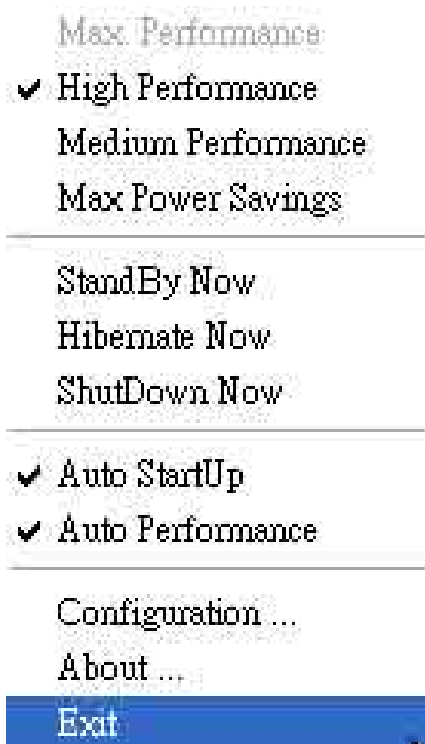 Max. Performance
High Performance
Medium Performance
Max Power Savings
StandBy Now
Hibernate Now
ShutDown Now
Auto StartUp
Auto Performance
Configuration ...
About ...
Exit